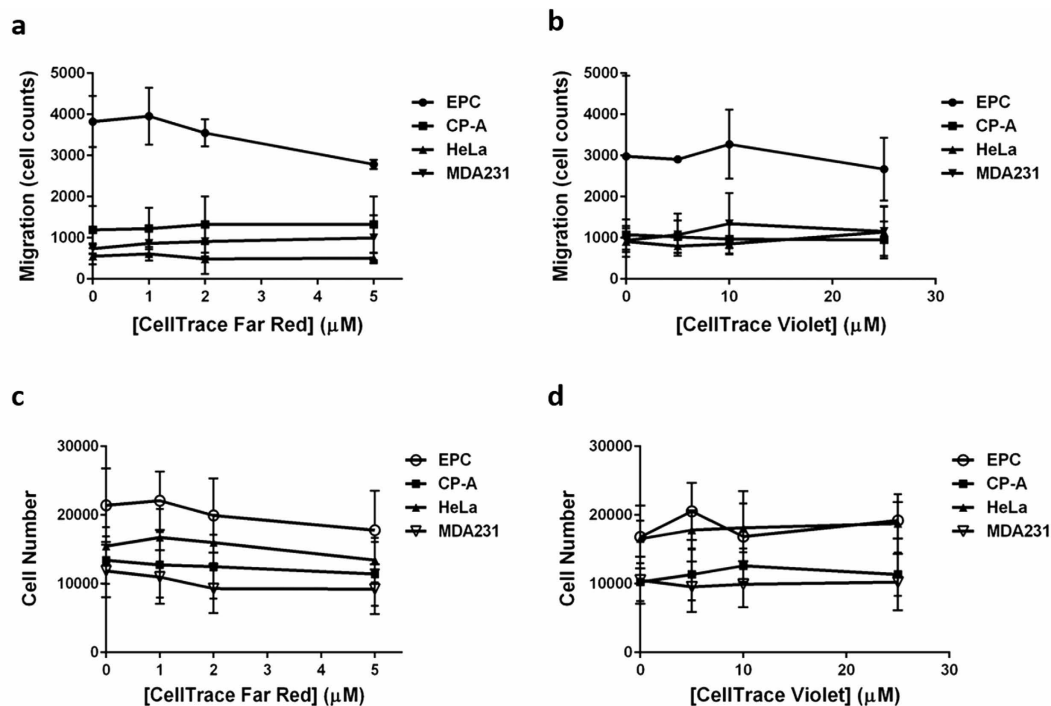 a
Migration (cell counts)
5000
4000
3000
2000
1000
0
0 1 2 3 4 5
[CellTrace Far Red] (μM)
EPC
CP-A
HeLa
MDA231
b
Migration (cell counts)
5000
4000
3000
2000
1000
0
0 10 20 30
[CellTrace Violet] (μM)
EPC
CP-A
HeLa
MDA231
c
Cell Number
30000
20000
10000
0
0 1 2 3 4 5
[CellTrace Far Red] (μM)
EPC
CP-A
HeLa
MDA231
d
Cell Number
30000
20000
10000
0
0 10 20 30
[CellTrace Violet] (μM)
EPC
CP-A
HeLa
MDA231